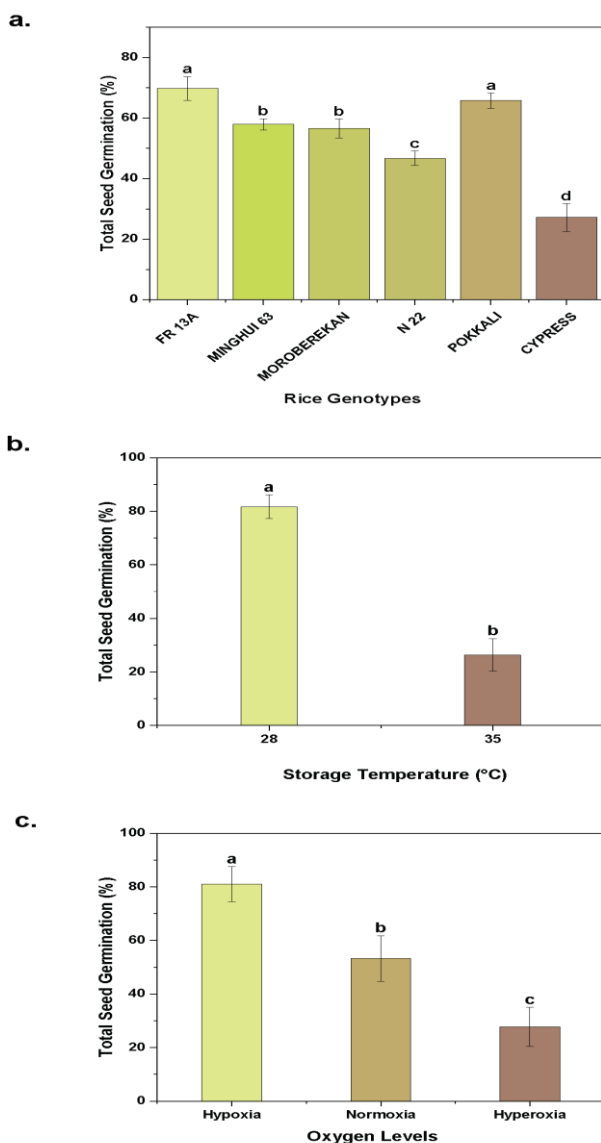 a.
Total Seed Germination (%)
80
60
40
20
0
a
b
b
c
a
d
FR 13A
MINGHUI 63
MOROBEREKAN
N 22
POKKALI
CYPRESS
Rice Genotypes
b.
Total Seed Germination (%)
100
80
60
40
20
0
a
b
28
35
Storage Temperature (ºC)
c.
Total Seed Germination (%)
100
80
60
40
20
0
a
b
c
Hypoxia
Normoxia
Hyperoxia
Oxygen Levels